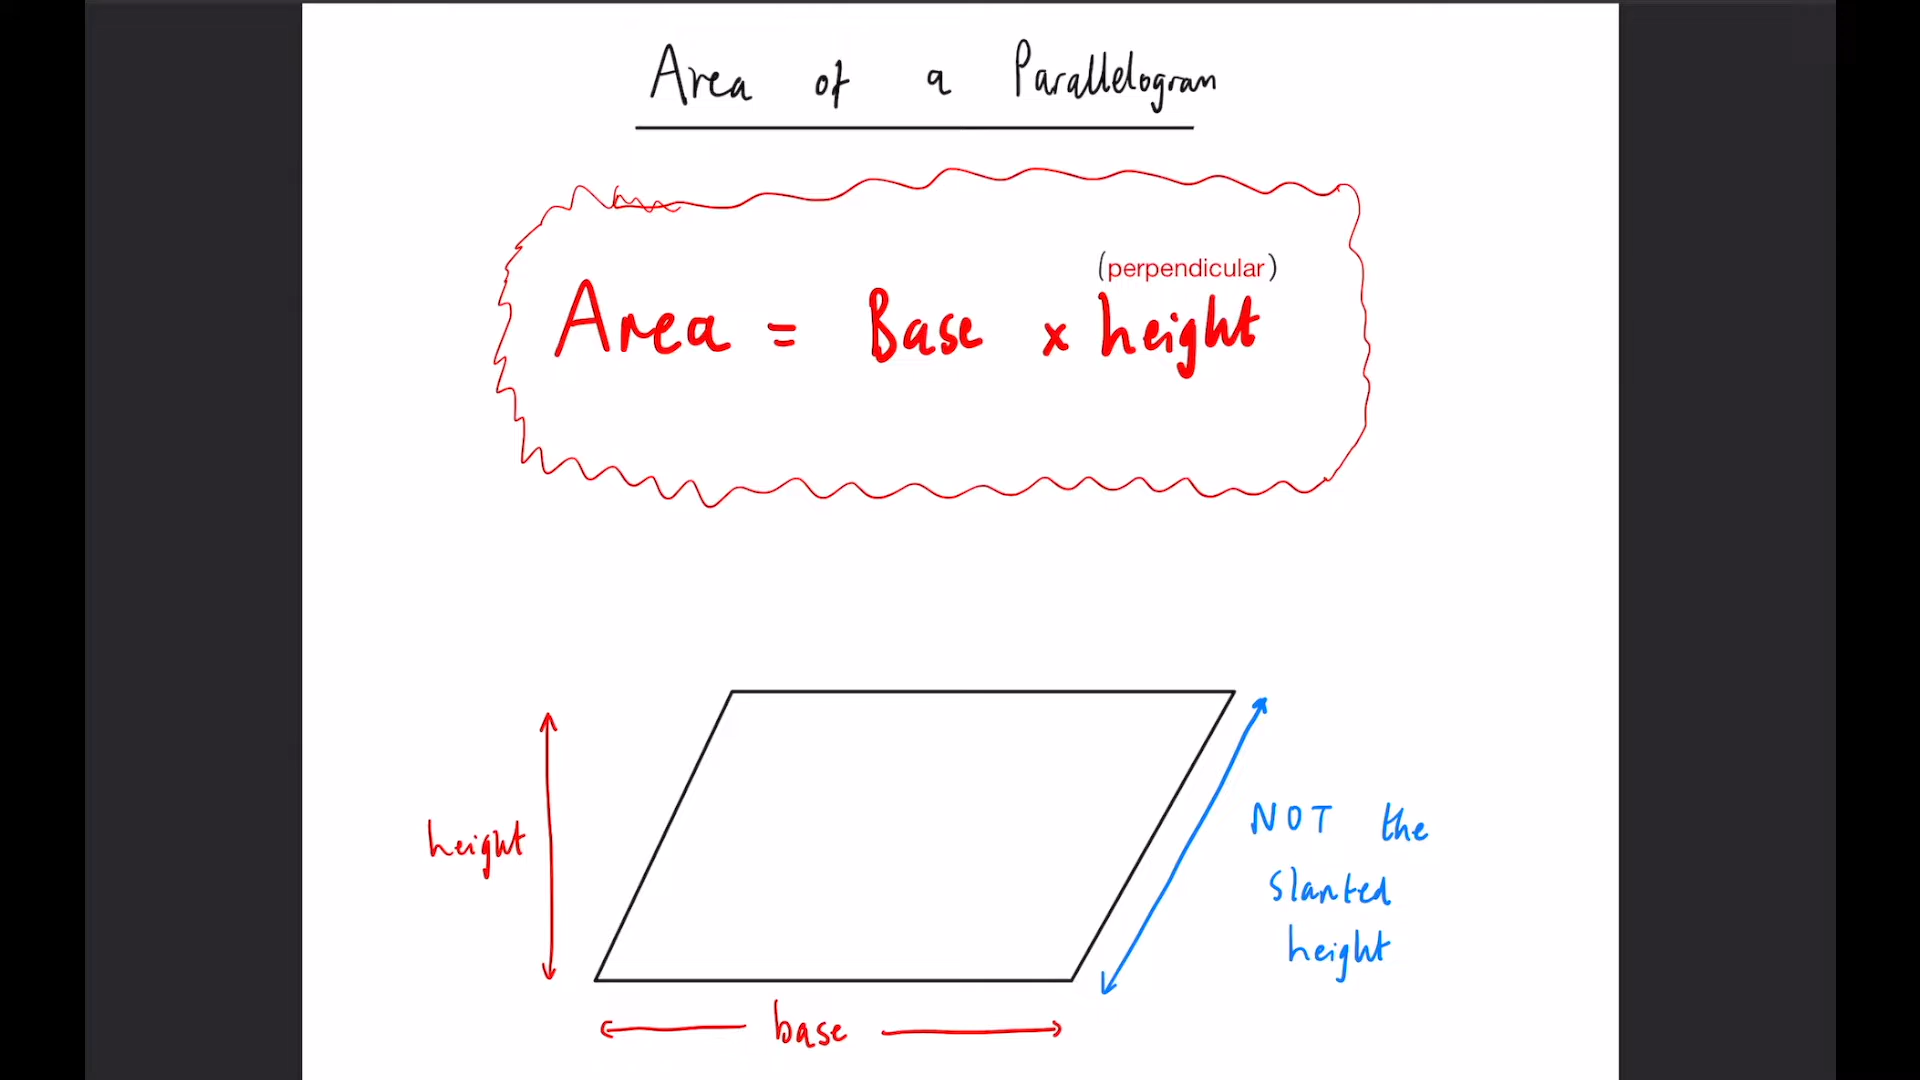 Area of a Parallelogram
(perpendicular)
Area = Base x height
height
NOT the
slanted
height
base